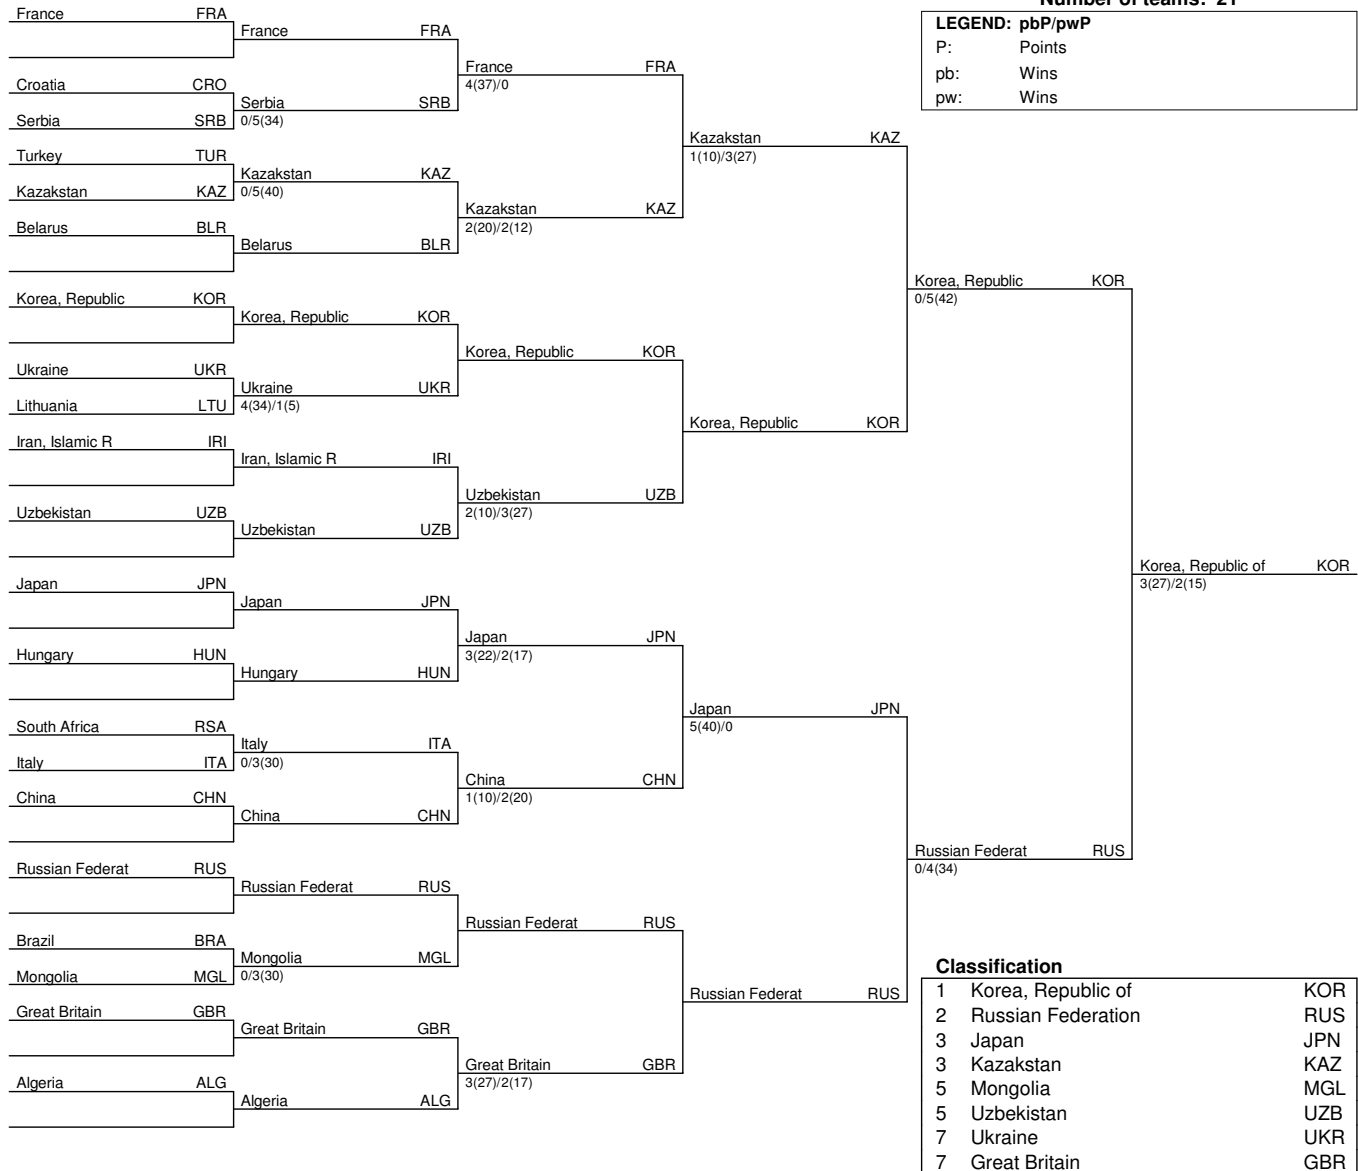 Number of teams: 21
LEGEND: pbP/pwP
P: Points
pb: Wins
pw: Wins
France FRA
Croatia CRO
Serbia SRB
Turkey TUR
Kazakstan KAZ
Belarus BLR
Korea, Republic KOR
Ukraine UKR
Lithuania LTU
Iran, Islamic R IRI
Uzbekistan UZB
Japan JPN
Hungary HUN
South Africa RSA
Italy ITA
China CHN
Russian Federat RUS
Brazil BRA
Mongolia MGL
Great Britain GBR
Algeria ALG
France FRA
Serbia SRB
0/5(34)
Kazakstan KAZ
0/5(40)
Belarus BLR
Korea, Republic KOR
Ukraine UKR
4(34)/1(5)
Iran, Islamic R IRI
Uzbekistan UZB
Japan JPN
Hungary HUN
Italy ITA
0/3(30)
China CHN
Russian Federat RUS
Mongolia MGL
0/3(30)
Great Britain GBR
Algeria ALG
France FRA
4(37)/0
Kazakstan KAZ
2(20)/2(12)
Korea, Republic KOR
Uzbekistan UZB
2(10)/3(27)
Japan JPN
3(22)/2(17)
China CHN
1(10)/2(20)
Russian Federat RUS
Great Britain GBR
3(27)/2(17)
Kazakstan KAZ
1(10)/3(27)
Korea, Republic KOR
Japan JPN
5(40)/0
Russian Federat RUS
Korea, Republic KOR
0/5(42)
Russian Federat RUS
0/4(34)
Korea, Republic of KOR
3(27)/2(15)
Classification
1 Korea, Republic of KOR
2 Russian Federation RUS
3 Japan JPN
3 Kazakstan KAZ
5 Mongolia MGL
5 Uzbekistan UZB
7 Ukraine UKR
7 Great Britain GBR